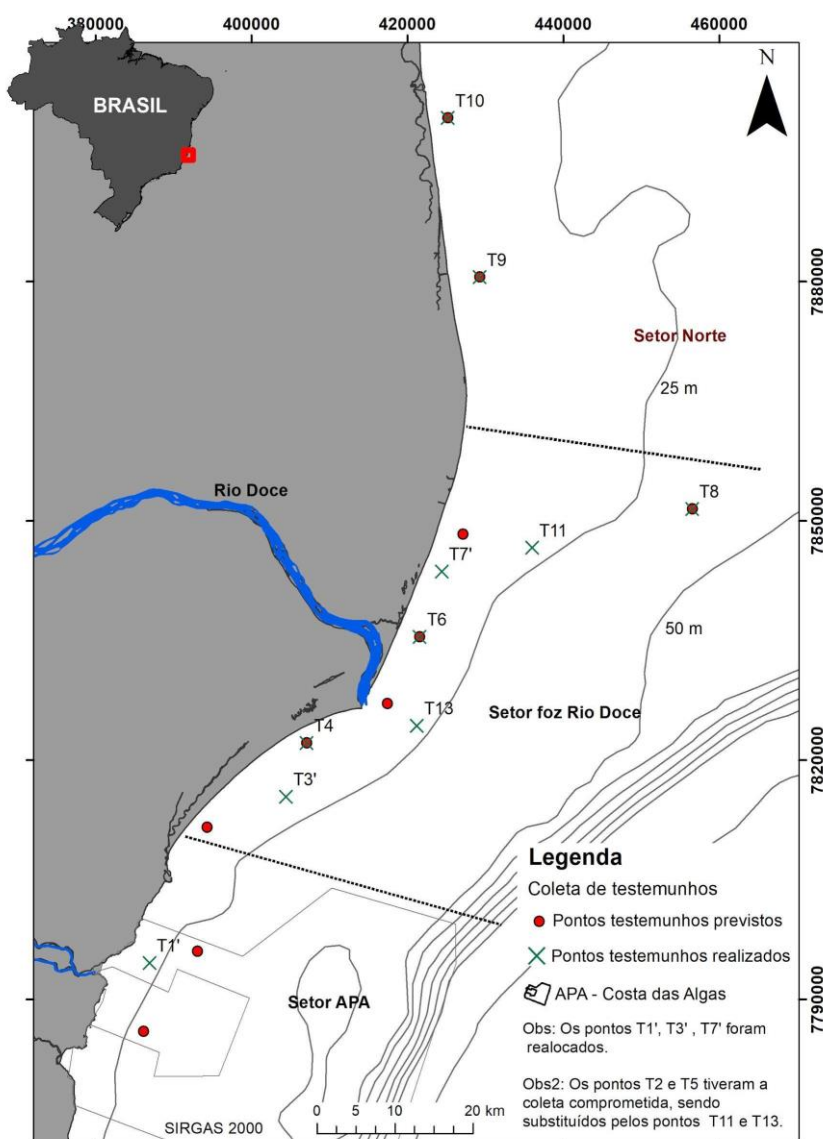 380000 400000 420000 440000 460000
BRASIL
N
T10
T9
7880000
Setor Norte
25 m
Rio Doce
T8
7850000
T11
T7'
T6
50 m
Setor foz Rio Doce
T13
T4
7820000
T3'
Legenda
Coleta de testemunhos
Pontos testemunhos previstos
Pontos testemunhos realizados
APA - Costa das Algas
Obs: Os pontos T1', T3' , T7' foram
realocados.
Obs2: Os pontos T2 e T5 tiveram a
coleta comprometida, sendo
substituídos pelos pontos T11 e T13.
T1'
Setor APA
7790000
SIRGAS 2000
0 5 10 20 km